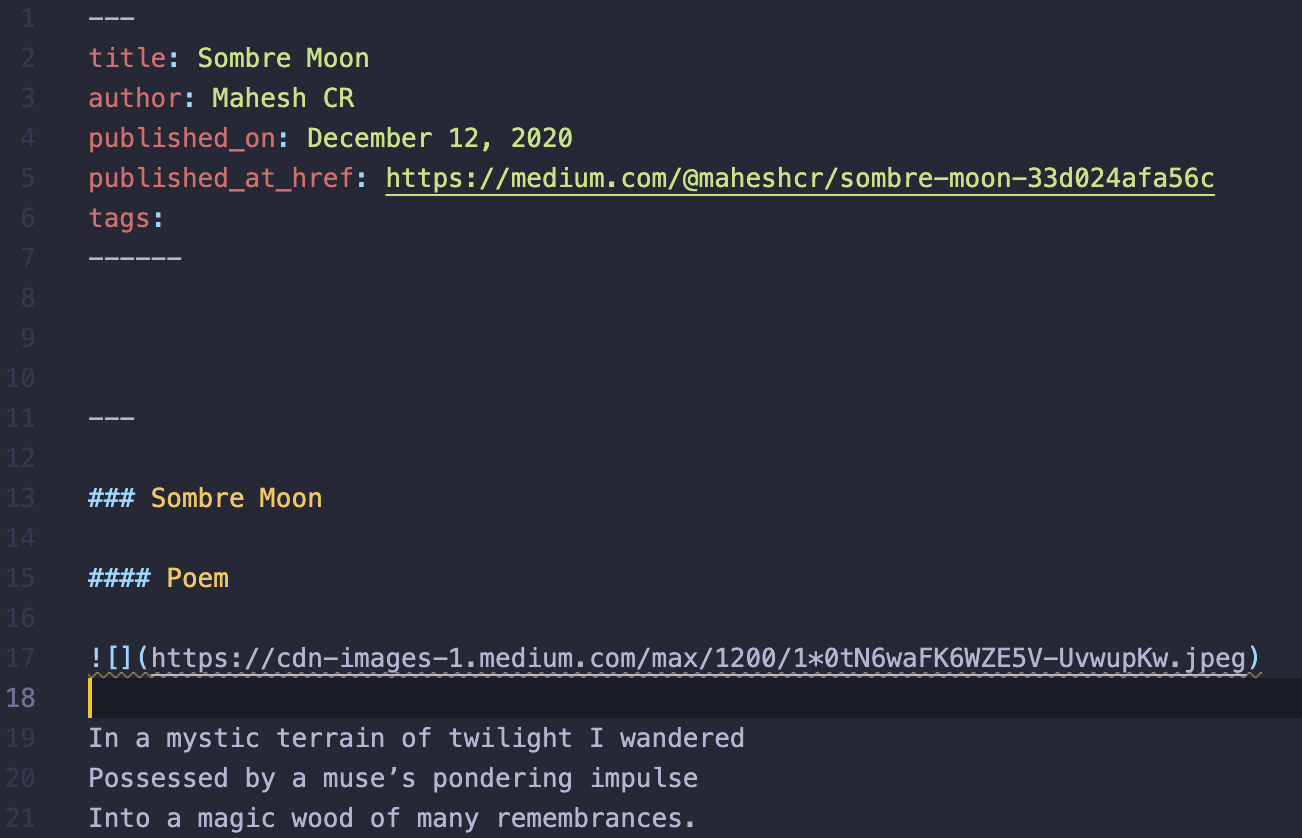 1 ---
2 title: Sombre Moon
3 author: Mahesh CR
4 published_on: December 12, 2020
5 published_at_href: https://medium.com/@maheshcr/sombre-moon-33d024afa56c
6 tags:
7 ------
8
9
10
11 ---
12
13 ### Sombre Moon
14
15 #### Poem
16
17 ![](https://cdn-images-1.medium.com/max/1200/1*0tN6waFK6WZE5V-UvwupKw.jpeg)
18
19 In a mystic terrain of twilight I wandered
20 Possessed by a muse’s pondering impulse
21 Into a magic wood of many remembrances.